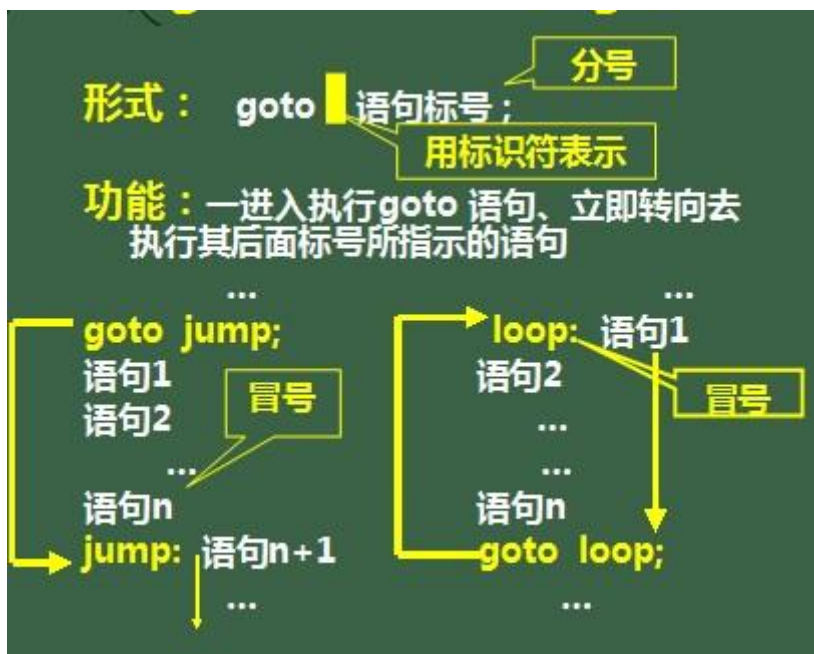 分号
形式： goto 语句标号；
用标识符表示
功能：一进入执行goto 语句、立即转向去
执行其后面标号所指示的语句
...
goto jump;
语句1
语句2
冒号
...
语句n
jump: 语句n+1
...
...
loop: 语句1
语句2
冒号
...
...
语句n
goto loop;
...